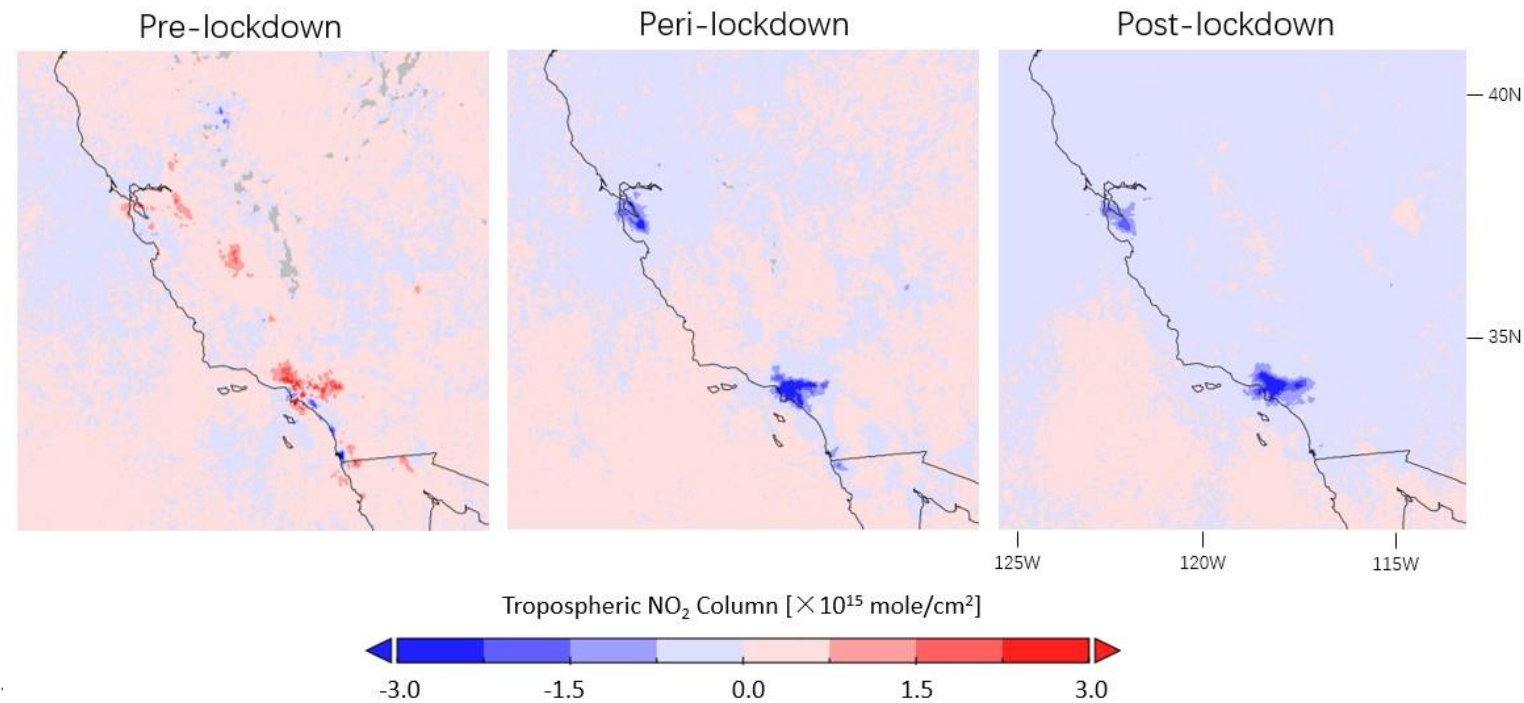 Pre-lockdown
Peri-lockdown
Post-lockdown
40N
35N
125W
120W
115W
Tropospheric NO₂ Column [×10¹⁵ mole/cm²]
-3.0
-1.5
0.0
1.5
3.0